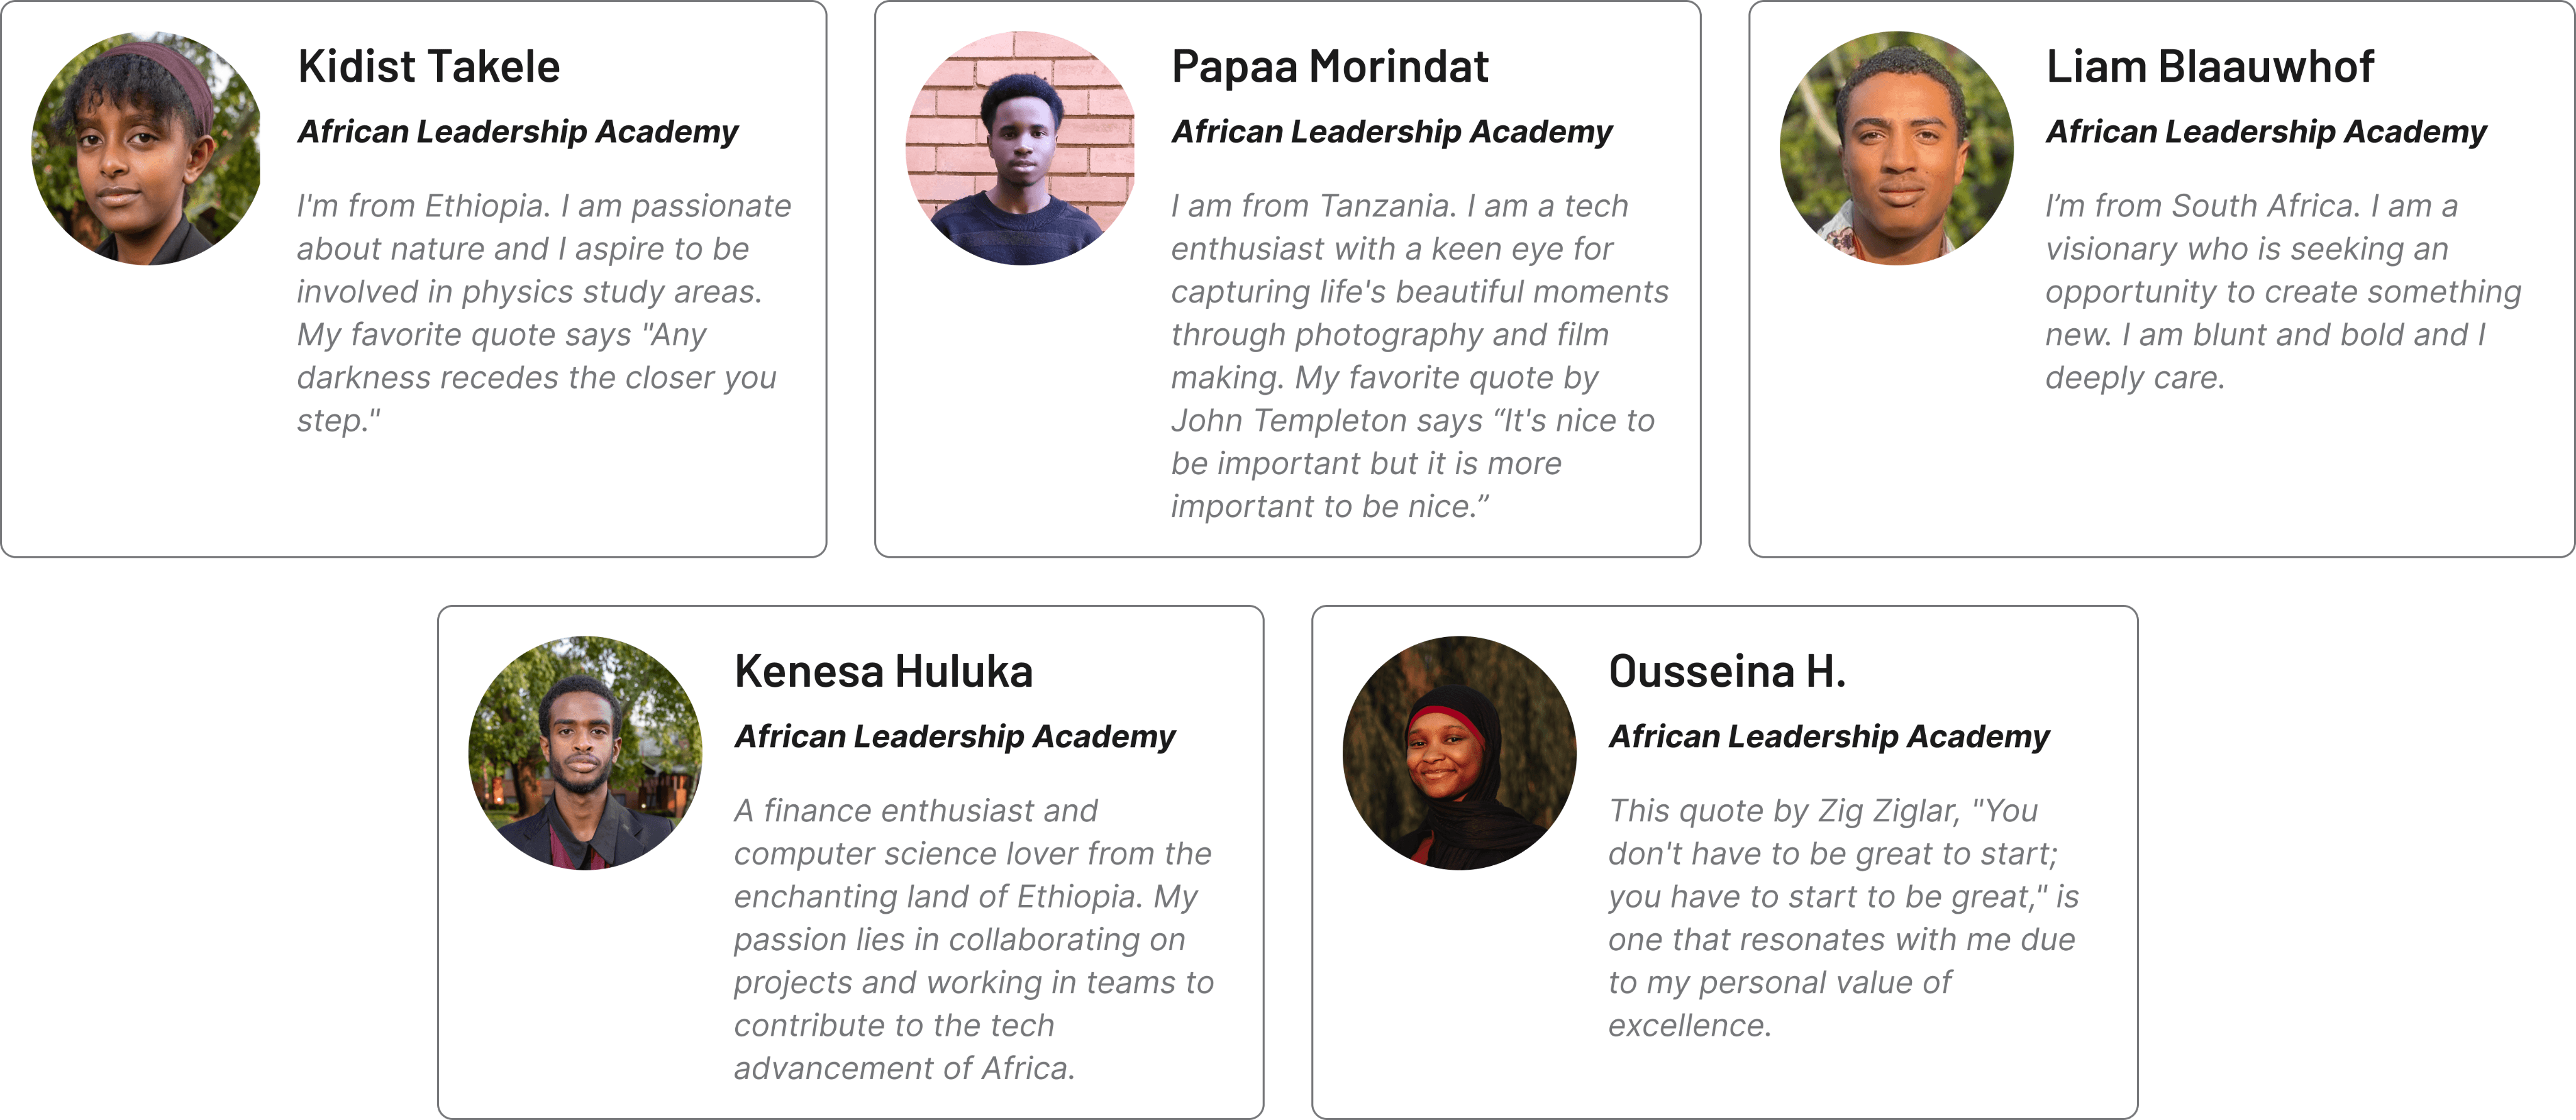 Kidist Takele
African Leadership Academy
I'm from Ethiopia. I am passionate
about nature and I aspire to be
involved in physics study areas.
My favorite quote says "Any
darkness recedes the closer you
step."
Papaa Morindat
African Leadership Academy
I am from Tanzania. I am a tech
enthusiast with a keen eye for
capturing life's beautiful moments
through photography and film
making. My favorite quote by
John Templeton says “It's nice to
be important but it is more
important to be nice.”
Liam Blaauwhof
African Leadership Academy
I’m from South Africa. I am a
visionary who is seeking an
opportunity to create something
new. I am blunt and bold and I
deeply care.
Kenesa Huluka
African Leadership Academy
A finance enthusiast and
computer science lover from the
enchanting land of Ethiopia. My
passion lies in collaborating on
projects and working in teams to
contribute to the tech
advancement of Africa.
Ousseina H.
African Leadership Academy
This quote by Zig Ziglar, "You
don't have to be great to start;
you have to start to be great," is
one that resonates with me due
to my personal value of
excellence.